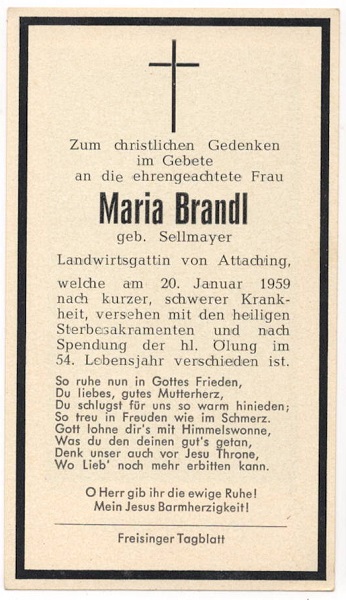 Zum christlichen Gedenken
im Gebete
an die ehrengeachtete Frau
Maria Brandl
geb. Sellmayer
Landwirtsgattin von Attaching,
welche am 20. Januar 1959
nach kurzer, schwerer Krank-
heit, versehen mit den heiligen
Sterbesakramenten und nach
Spendung der hl. Ölung im
54. Lebensjahr verschieden ist.
So ruhe nun in Gottes Frieden,
Du liebes, gutes Mutterherz,
Du schlugst für uns so warm hinieden;
So treu in Freuden wie im Schmerz.
Gott lohne dir's mit Himmelswonne,
Was du den deinen gut's getan,
Denk unser auch vor Jesu Throne,
Wo Lieb' noch mehr erbitten kann.
O Herr gib ihr die ewige Ruhe!
Mein Jesus Barmherzigkeit!
Freisinger Tagblatt